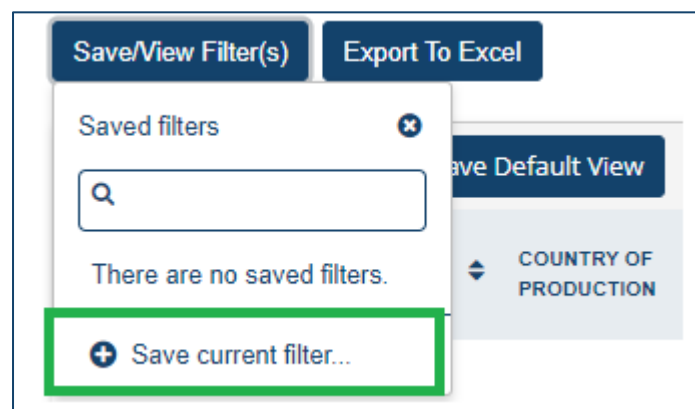 Save/View Filter(s) Export To Excel
Saved filters
ave Default View
There are no saved filters.
COUNTRY OF
PRODUCTION
Save current filter...